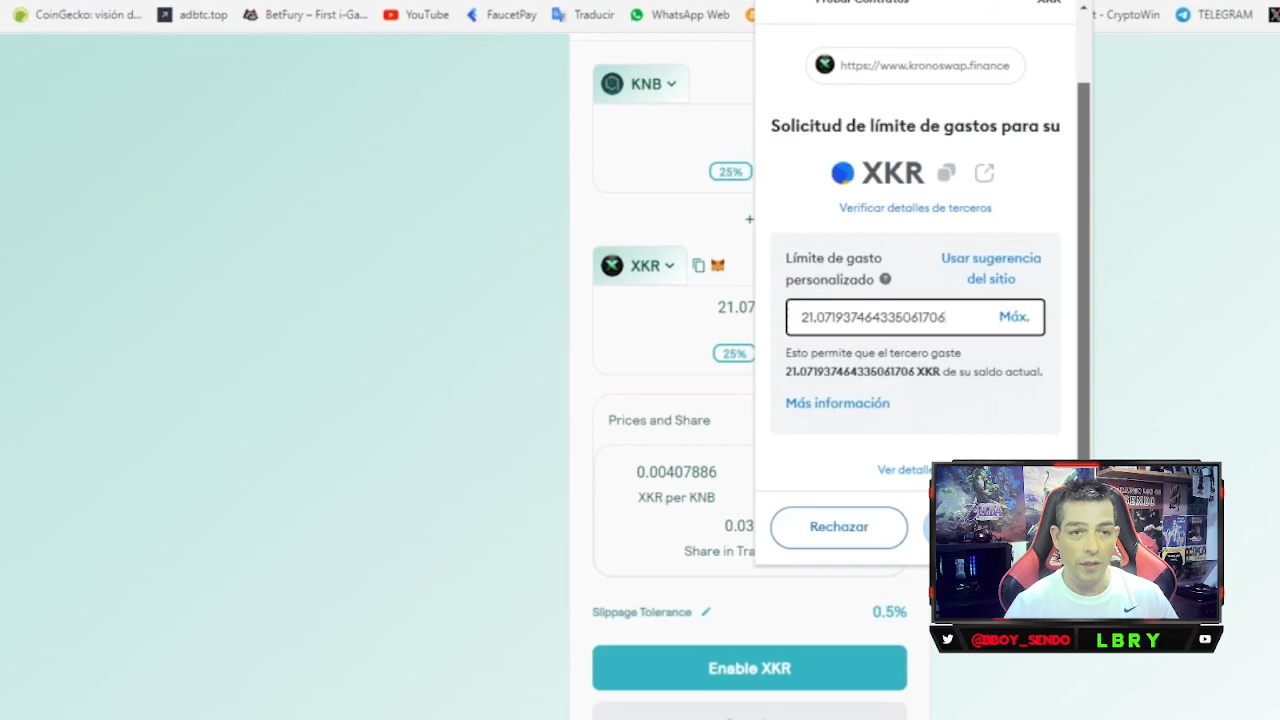 CoinGecko: visión d...
adbtc.top
BetFury – First i-Ga...
YouTube
FaucetPay
Traducir
WhatsApp Web
t - CryptoWin
TELEGRAM
Probar Contratos
XKR
KNB
25%
+
XKR
21.07
25%
Prices and Share
0.00407886
XKR per KNB
0.03
Share in Tra
Slippage Tolerance
0.5%
Enable XKR
https://www.kronoswap.finance
Solicitud de límite de gastos para su
XKR
Verificar detalles de terceros
Límite de gasto
personalizado
Usar sugerencia
del sitio
21.071937464335061706
Máx.
Esto permite que el tercero gaste
21.071937464335061706 XKR de su saldo actual.
Más información
Ver detalle
Rechazar
@BBOY_SENDO
LBRY